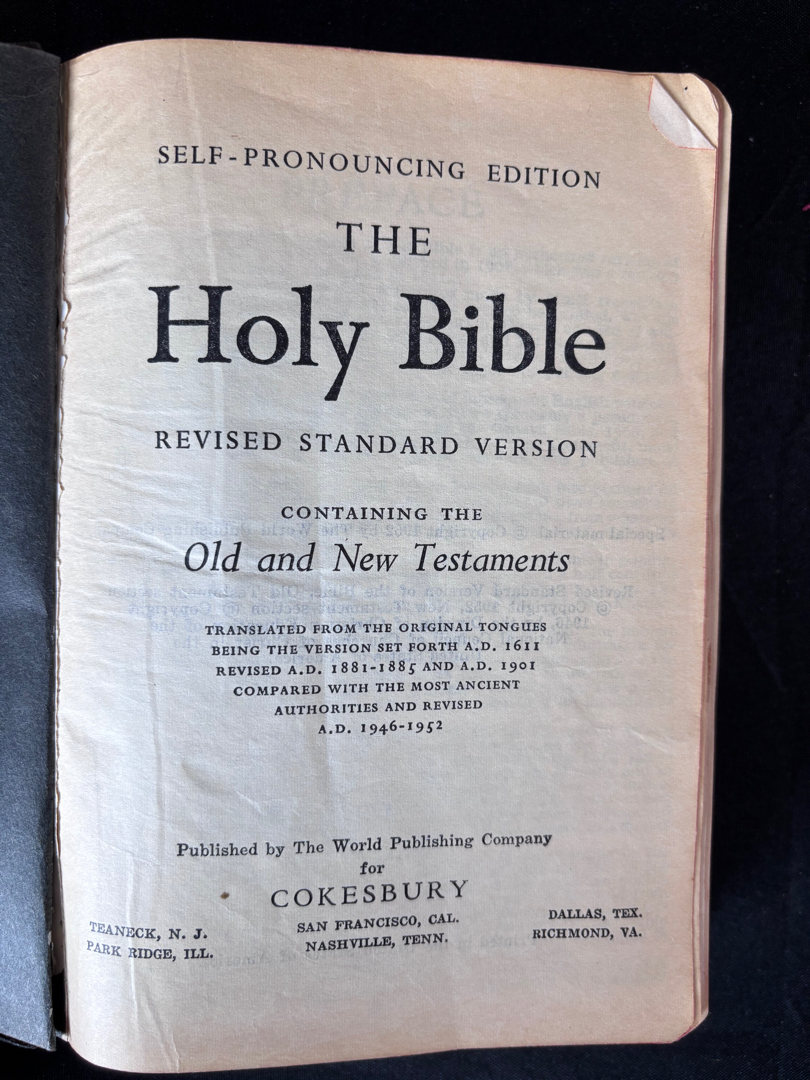 SELF-PRONOUNCING EDITION
THE
Holy Bible
REVISED STANDARD VERSION
CONTAINING THE
Old and New Testaments
TRANSLATED FROM THE ORIGINAL TONGUES
BEING THE VERSION SET FORTH A.D. 1611
REVISED A.D. 1881-1885 AND A.D. 1901
COMPARED WITH THE MOST ANCIENT
AUTHORITIES AND REVISED
A.D. 1946-1952
Published by The World Publishing Company
for
COKESBURY
TEANECK, N. J.
PARK RIDGE, ILL.
SAN FRANCISCO, CAL.
NASHVILLE, TENN.
DALLAS, TEX.
RICHMOND, VA.